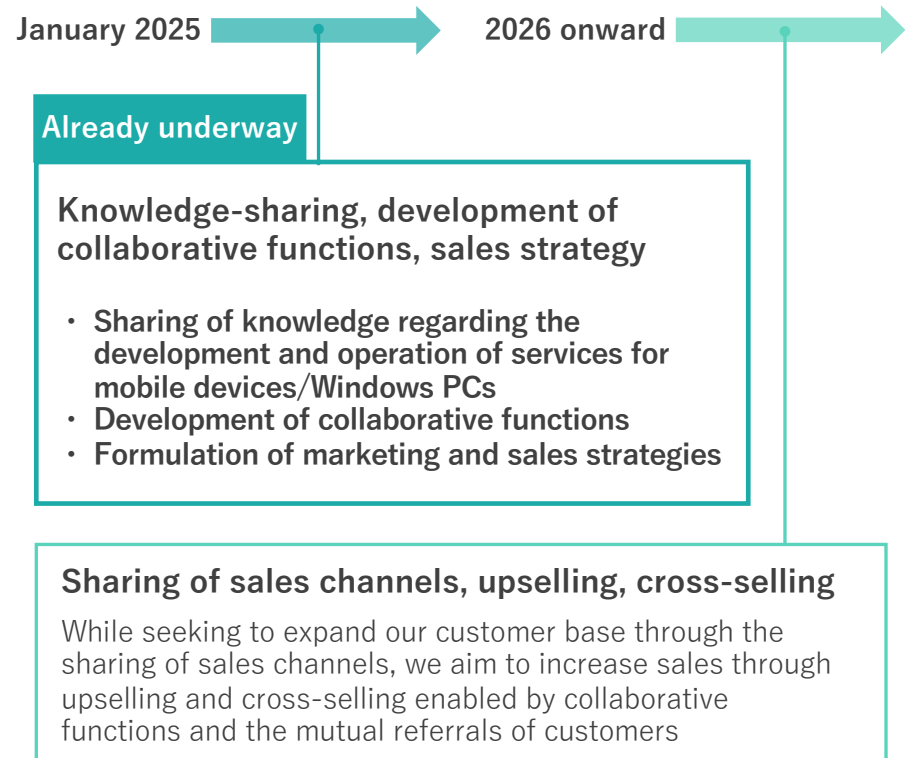 January 2025
2026 onward
Already underway
Knowledge-sharing, development of
collaborative functions, sales strategy
・ Sharing of knowledge regarding the
development and operation of services for
mobile devices/Windows PCs
・ Development of collaborative functions
・ Formulation of marketing and sales strategies
Sharing of sales channels, upselling, cross-selling
While seeking to expand our customer base through the
sharing of sales channels, we aim to increase sales through
upselling and cross-selling enabled by collaborative
functions and the mutual referrals of customers